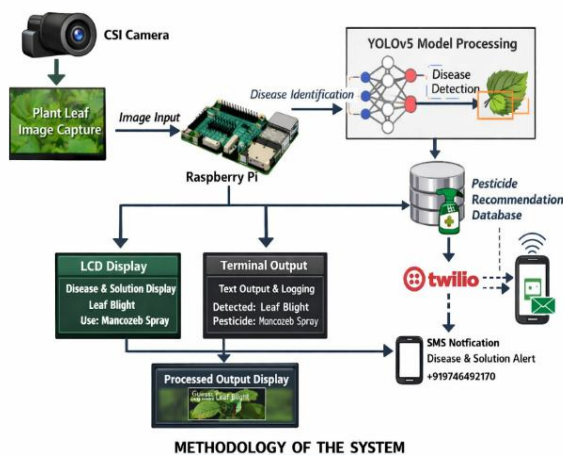 CSI Camera
Plant Leaf
Image Capture
Image Input
Raspberry Pi
Disease Identification
YOLOv5 Model Processing
Disease
Detection
Pesticide
Recommendation
Database
LCD Display
Disease & Solution Display
Leaf Blight
Use: Mancozeb Spray
Terminal Output
Text Output & Logging
Detected: Leaf Blight
Pesticide: Mancozeb Spray
twilio
SMS Notfication
Disease & Solution Alert
+919746492170
Processed Output Display
Leaf Blight
METHODOLOGY OF THE SYSTEM